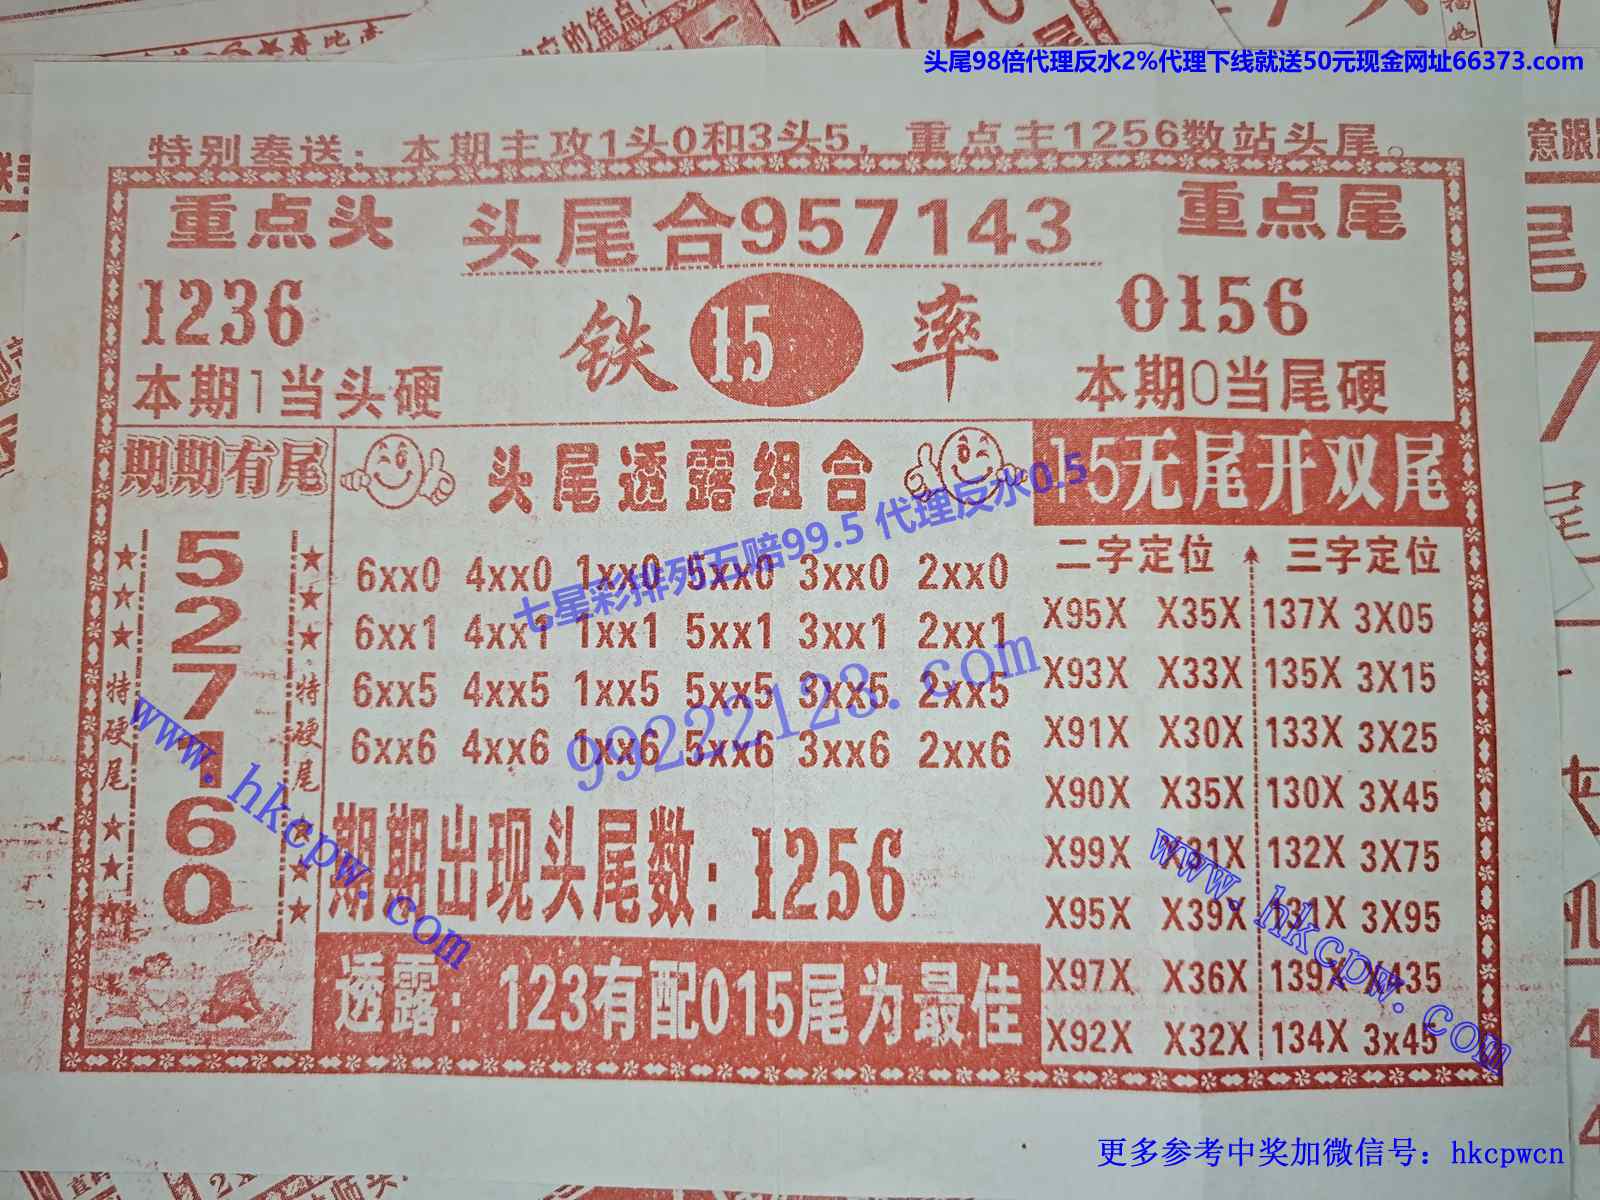 头尾98倍代理反水2%代理下线就送50元现金网址66373.com
特别奉送：本期主攻1头0和3头5，重点主1256数站头尾。
重点头
头尾合957143
重点尾
1236
铁 15 率
0156
本期1当头硬
本期0当尾硬
期期有尾
头尾透露组合
15无尾开双尾
七星彩排列五赔99.5 代理反水0.5
5
2
7
1
6
0
特硬尾
特硬尾
6xx0 4xx0 1xx0 5xx0 3xx0 2xx0
6xx1 4xx1 1xx1 5xx1 3xx1 2xx1
6xx5 4xx5 1xx5 5xx5 3xx5 2xx5
6xx6 4xx6 1xx6 5xx6 3xx6 2xx6
99222123.com
期期出现头尾数：1256
透露：123有配015尾为最佳
二字定位 三字定位
X95X X35X 137X 3X05
X93X X33X 135X 3X15
X91X X30X 133X 3X25
X90X X35X 130X 3X45
X99X X31X 132X 3X75
X95X X39X 131X 3X95
X97X X36X 139X X435
X92X X32X 134X 3x45
www.hkcpw.com
www.hkcpw.com
更多参考中奖加微信号：hkcpwcn